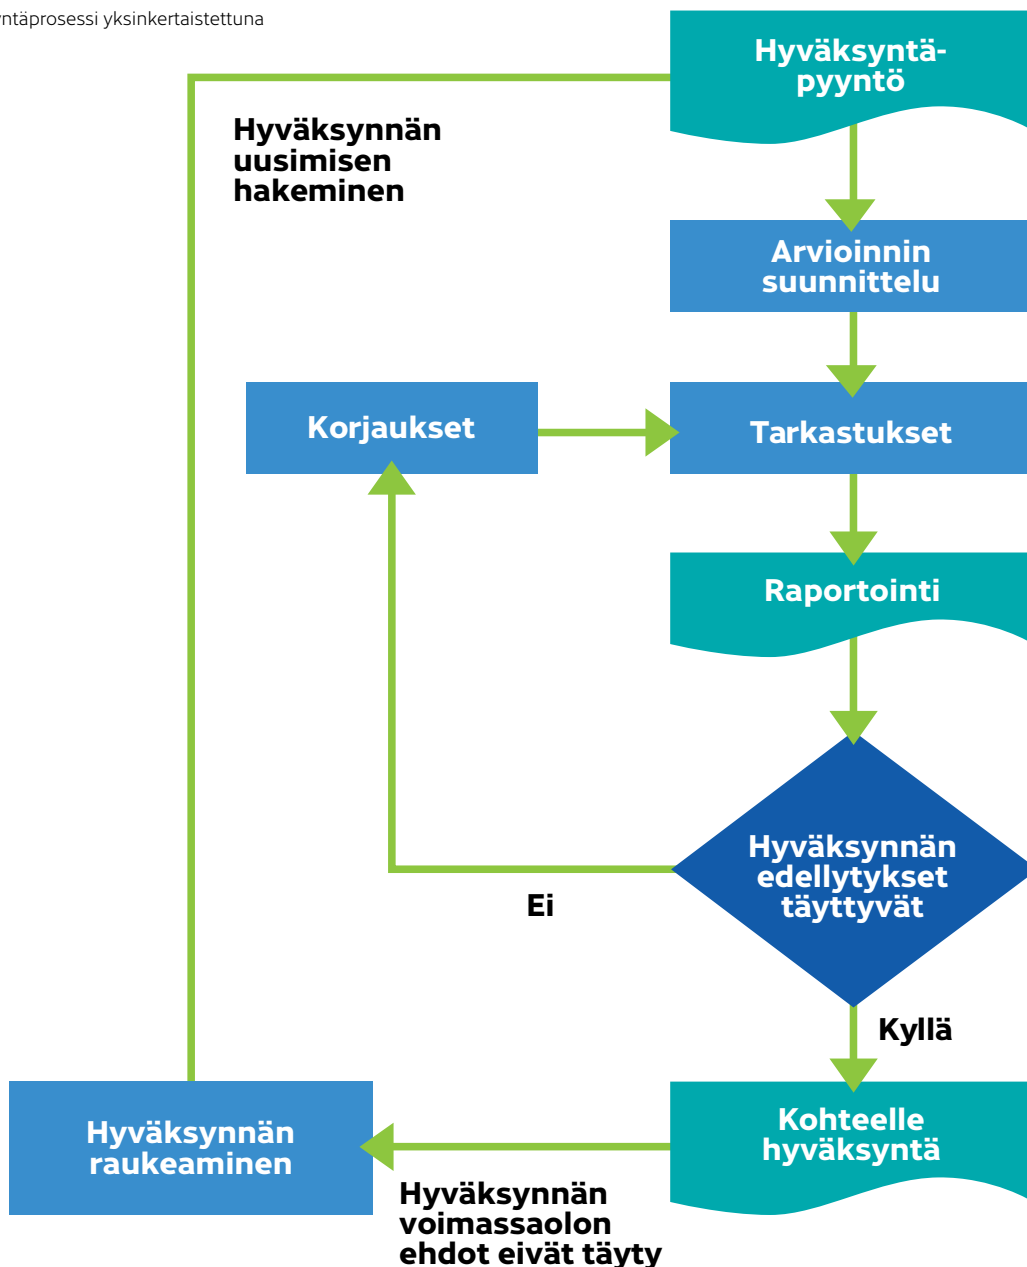 Hyväksyntä-
pyyntö
Hyväksynnän
uusimisen
hakeminen
Arvioinnin
suunnittelu
Korjaukset
Tarkastukset
Raportointi
Hyväksynnän
edellytykset
täyttyvät
Ei
Kyllä
Kohteelle
hyväksyntä
Hyväksynnän
raukeaminen
Hyväksynnän
voimassaolon
ehdot eivät täyty
yksinkertaistettuna